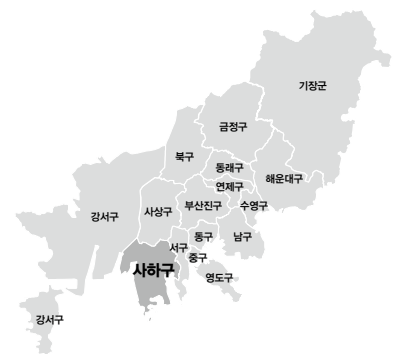 기장군
금정구
북구
동래구
해운대구
연제구
부산진구
수영구
사상구
강서구
동구
남구
서구
중구
사하구
영도구
강서구